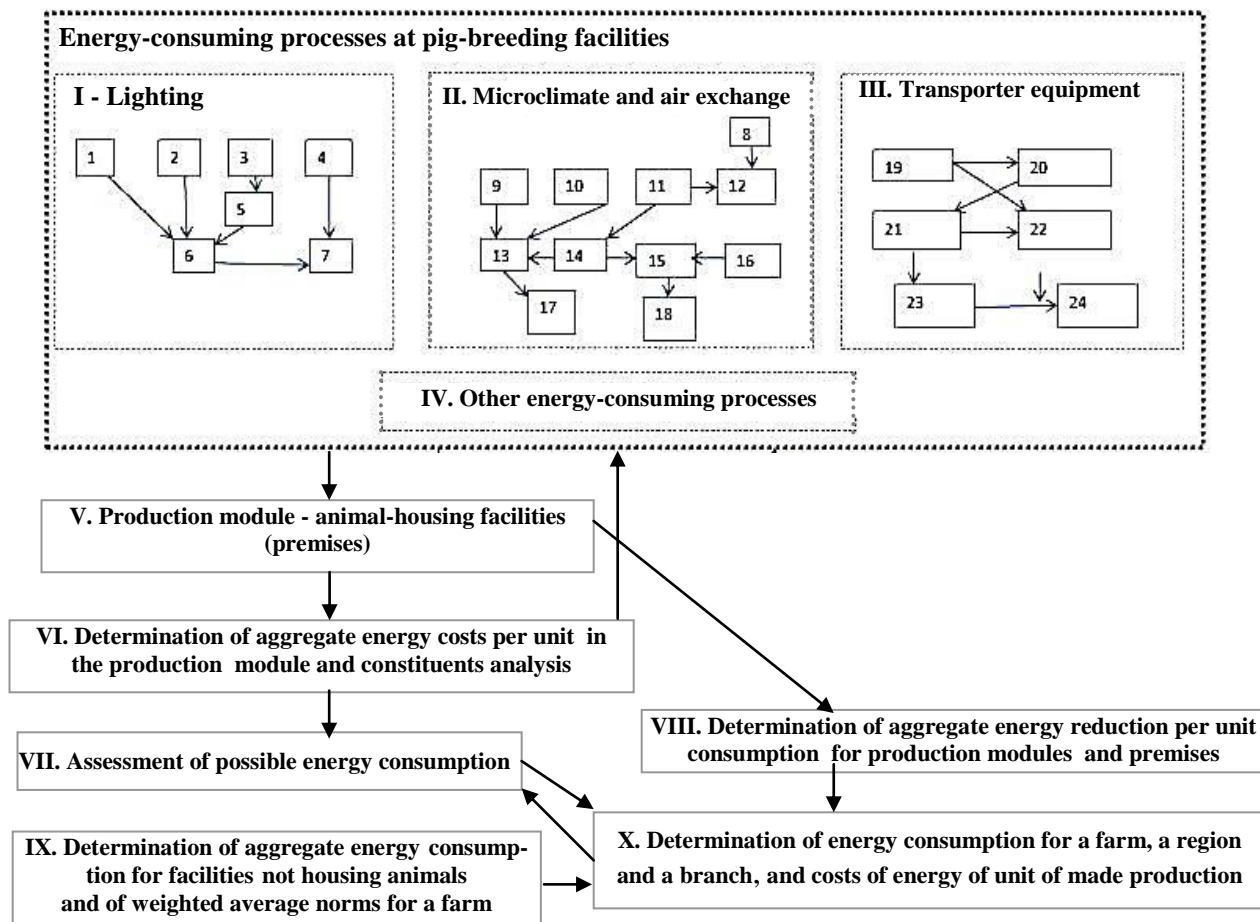 Energy-consuming processes at pig-breeding facilities
I - Lighting
1
2
3
4
5
6
7
II. Microclimate and air exchange
8
9
10
11
12
13
14
15
16
17
18
III. Transporter equipment
19
20
21
22
23
24
IV. Other energy-consuming processes
V. Production module - animal-housing facilities
(premises)
VI. Determination of aggregate energy costs per unit in
the production module and constituents analysis
VII. Assessment of possible energy consumption
VIII. Determination of aggregate energy reduction per unit
consumption for production modules and premises
IX. Determination of aggregate energy consump-
tion for facilities not housing animals
and of weighted average norms for a farm
X. Determination of energy consumption for a farm, a region
and a branch, and costs of energy of unit of made production